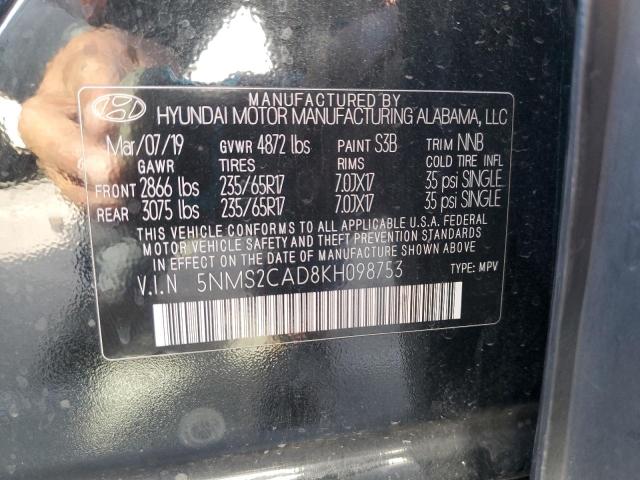 MANUFACTURED BY
HYUNDAI MOTOR MANUFACTURING ALABAMA, LLC
Mar/07/19 GVWR 4872 lbs PAINT S3B TRIM NNB
GAWR TIRES RIMS COLD TIRE INFL
FRONT 2866 lbs 235/65R17 7.0JX17 35 psi SINGLE
REAR 3075 lbs 235/65R17 7.0JX17 35 psi SINGLE
THIS VEHICLE CONFORMS TO ALL APPLICABLE U.S.A. FEDERAL
MOTOR VEHICLE SAFETY AND THEFT PREVENTION STANDARDS
IN EFFECT ON THE DATE OF MANUFACTURE SHOWN ABOVE.
V.I.N 5NMS2CAD8KH098753 TYPE: MPV